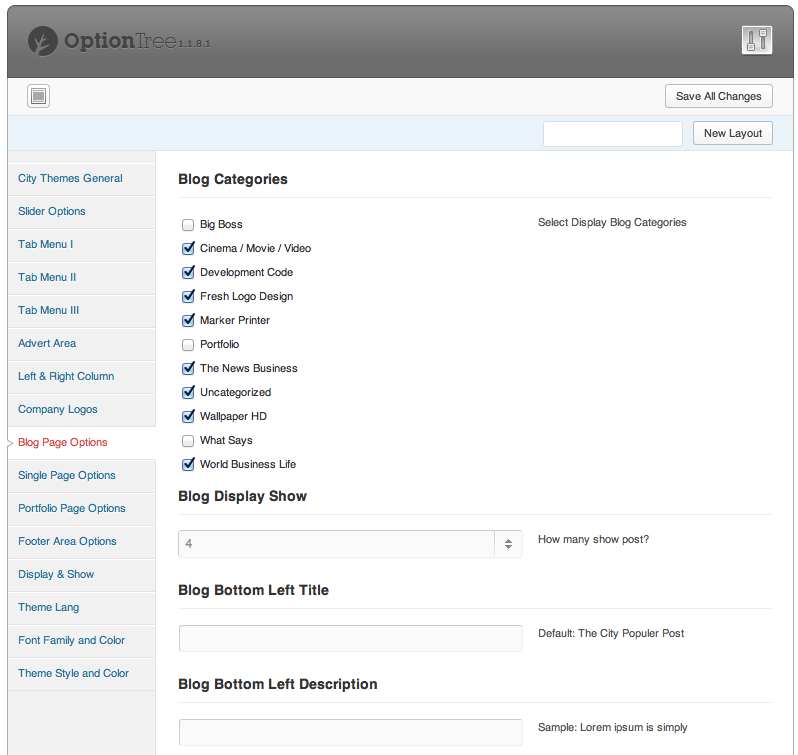 OptionTree 1.1.8.1
Save All Changes
New Layout
City Themes General
Slider Options
Tab Menu I
Tab Menu II
Tab Menu III
Advert Area
Left & Right Column
Company Logos
Blog Page Options
Single Page Options
Portfolio Page Options
Footer Area Options
Display & Show
Theme Lang
Font Family and Color
Theme Style and Color
Blog Categories
Big Boss
Cinema / Movie / Video
Development Code
Fresh Logo Design
Marker Printer
Portfolio
The News Business
Uncategorized
Wallpaper HD
What Says
World Business Life
Select Display Blog Categories
Blog Display Show
4
How many show post?
Blog Bottom Left Title
Default: The City Populer Post
Blog Bottom Left Description
Sample: Lorem ipsum is simply